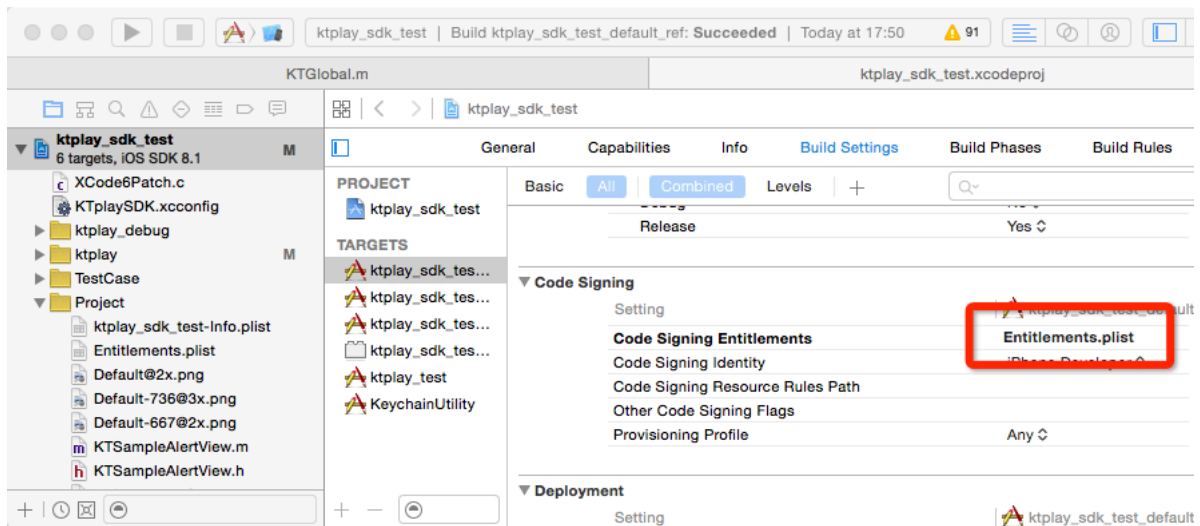 ktplay_sdk_test | Build ktplay_sdk_test_default_ref: Succeeded | Today at 17:50 91
KTGlobal.m ktplay_sdk_test.xcodeproj
ktplay_sdk_test
ktplay_sdk_test M
6 targets, iOS SDK 8.1
XCode6Patch.c
KTplaySDK.xcconfig
ktplay_debug
ktplay M
TestCase
Project
ktplay_sdk_test-Info.plist
Entitlements.plist
Default@2x.png
Default-736@3x.png
Default-667@2x.png
KTSampleAlertView.m
KTSampleAlertView.h
General Capabilities Info Build Settings Build Phases Build Rules
PROJECT
ktplay_sdk_test
TARGETS
ktplay_sdk_tes...
ktplay_sdk_tes...
ktplay_sdk_tes...
ktplay_sdk_tes...
ktplay_test
KeychainUtility
Basic All Combined Levels
Release Yes
Code Signing
Setting ktplay_sdk_test_default
Code Signing Entitlements Entitlements.plist
Code Signing Identity iPhone Developer
Code Signing Resource Rules Path
Other Code Signing Flags
Provisioning Profile Any
Deployment
Setting ktplay_sdk_test_default